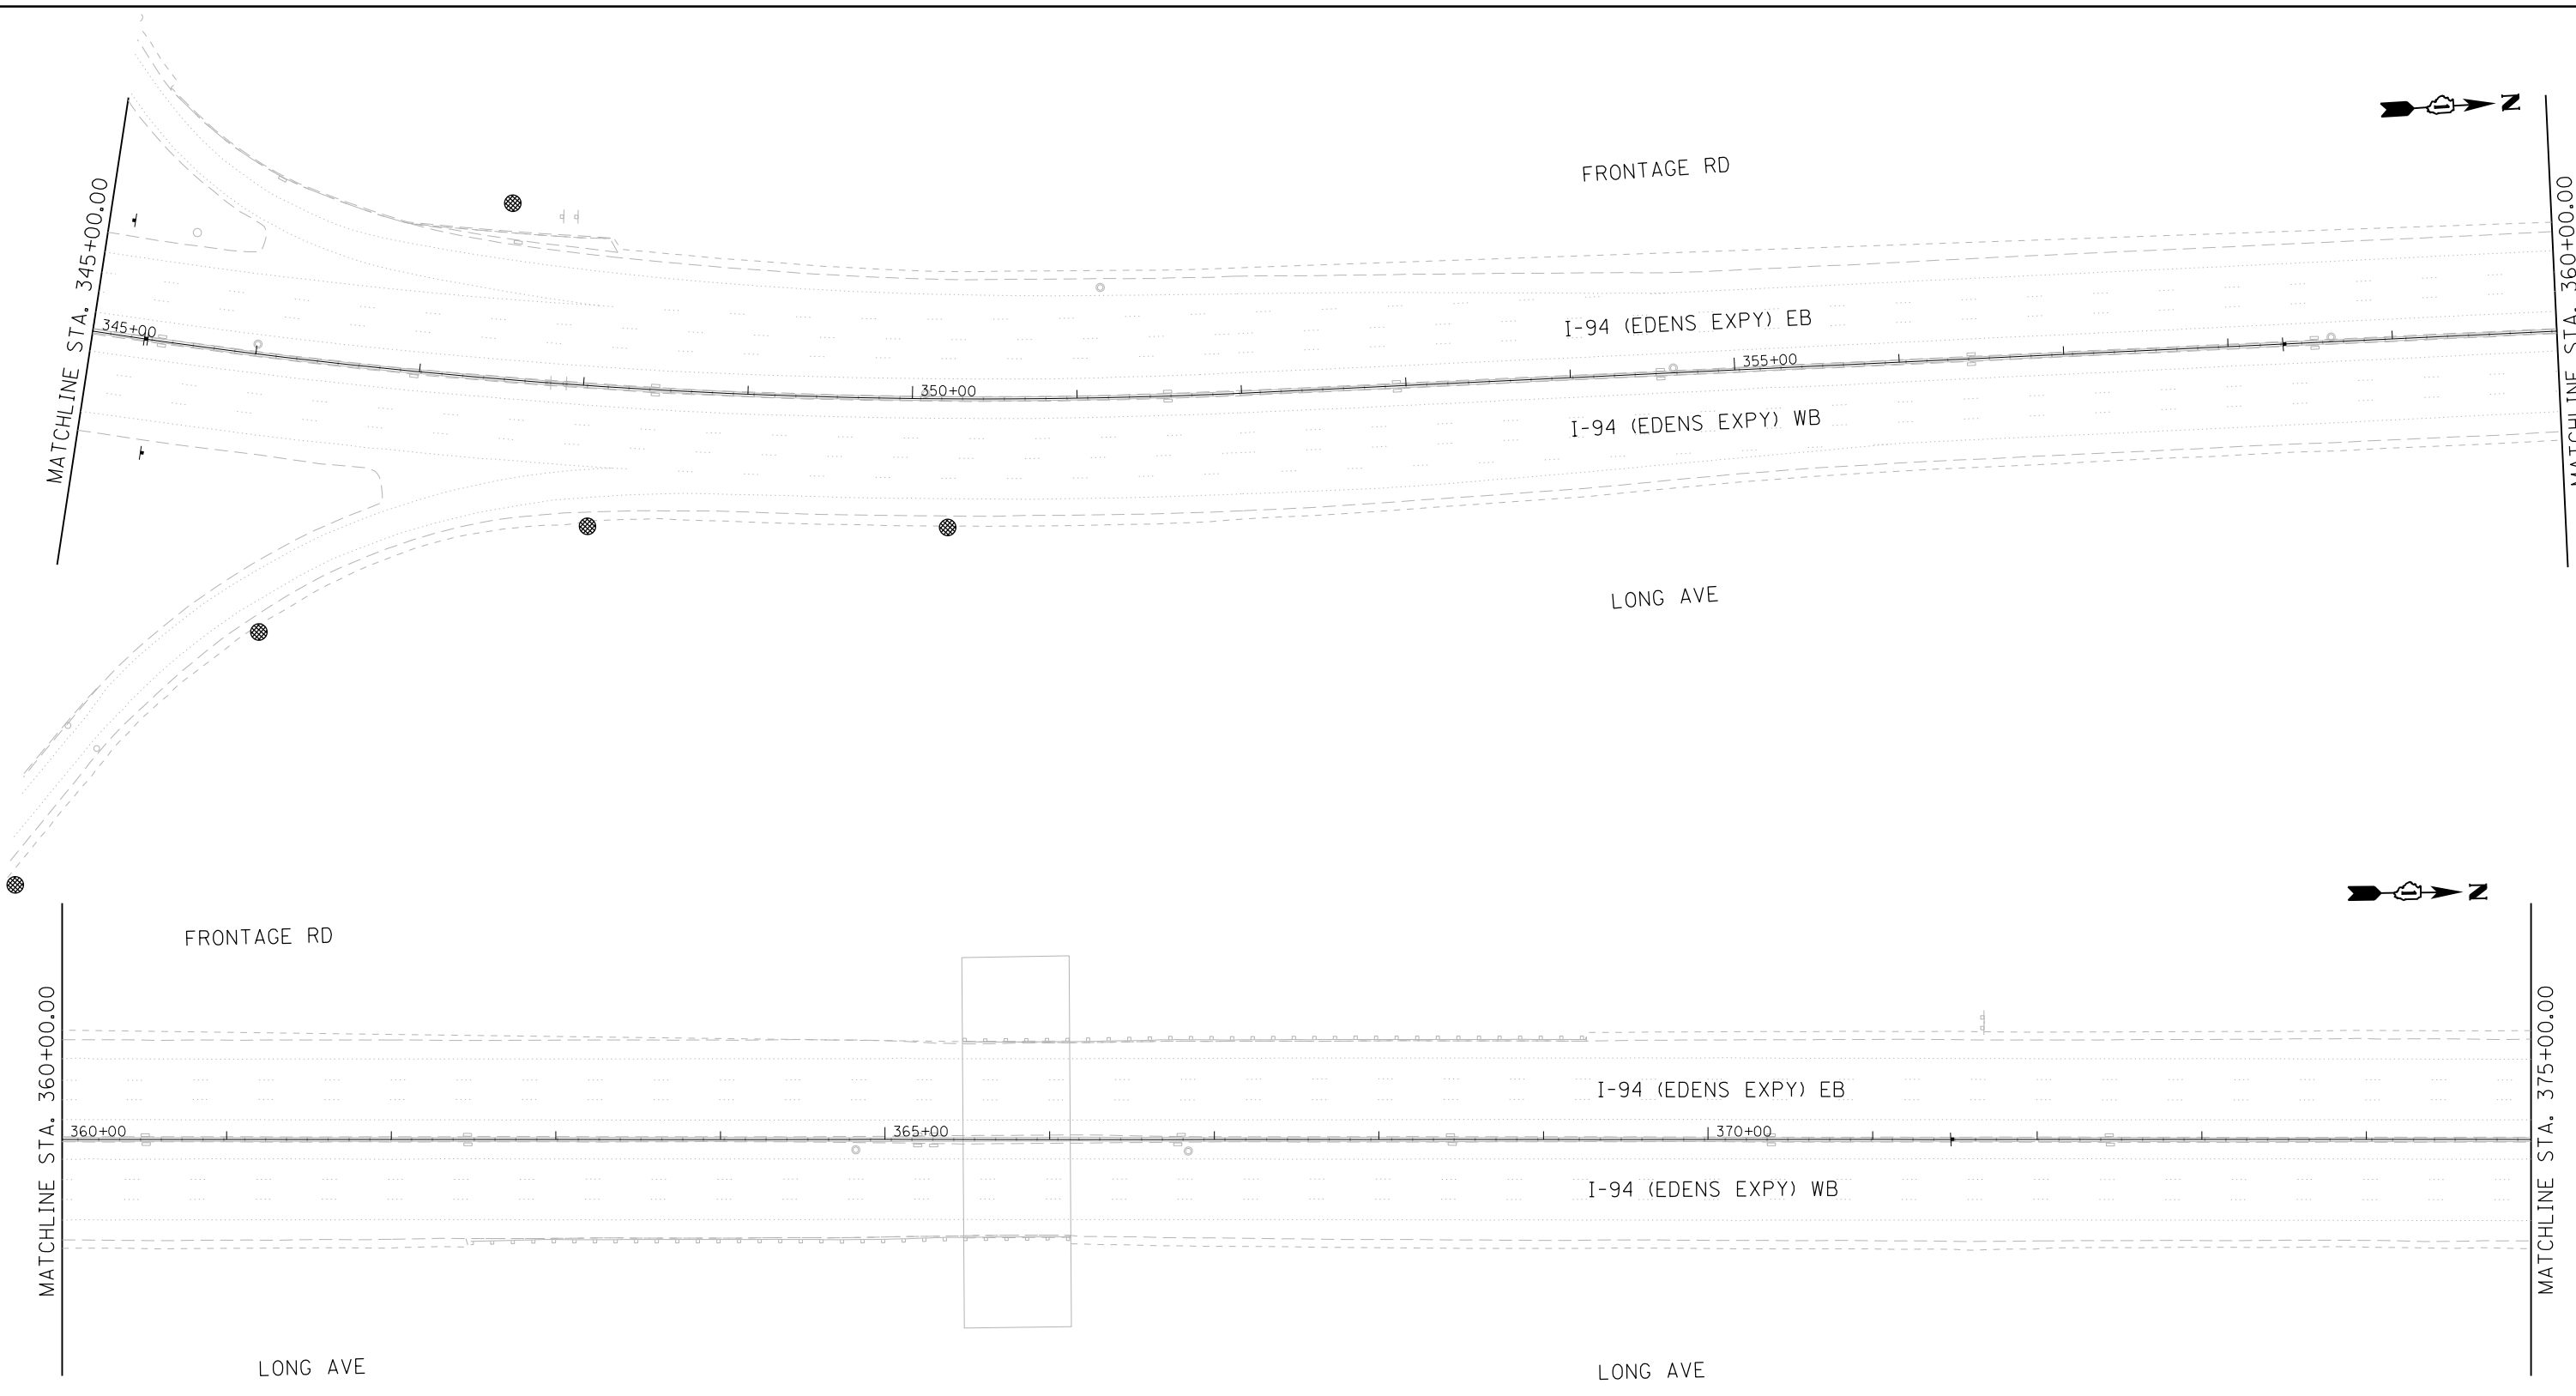 N
FRONTAGE RD
MATCHLINE STA. 345+00.00
MATCHLINE STA. 360+00.00
345+00
I-94 (EDENS EXPY) EB
355+00
350+00
I-94 (EDENS EXPY) WB
LONG AVE
N
FRONTAGE RD
MATCHLINE STA. 360+00.00
MATCHLINE STA. 375+00.00
I-94 (EDENS EXPY) EB
360+00
365+00
370+00
I-94 (EDENS EXPY) WB
LONG AVE
LONG AVE